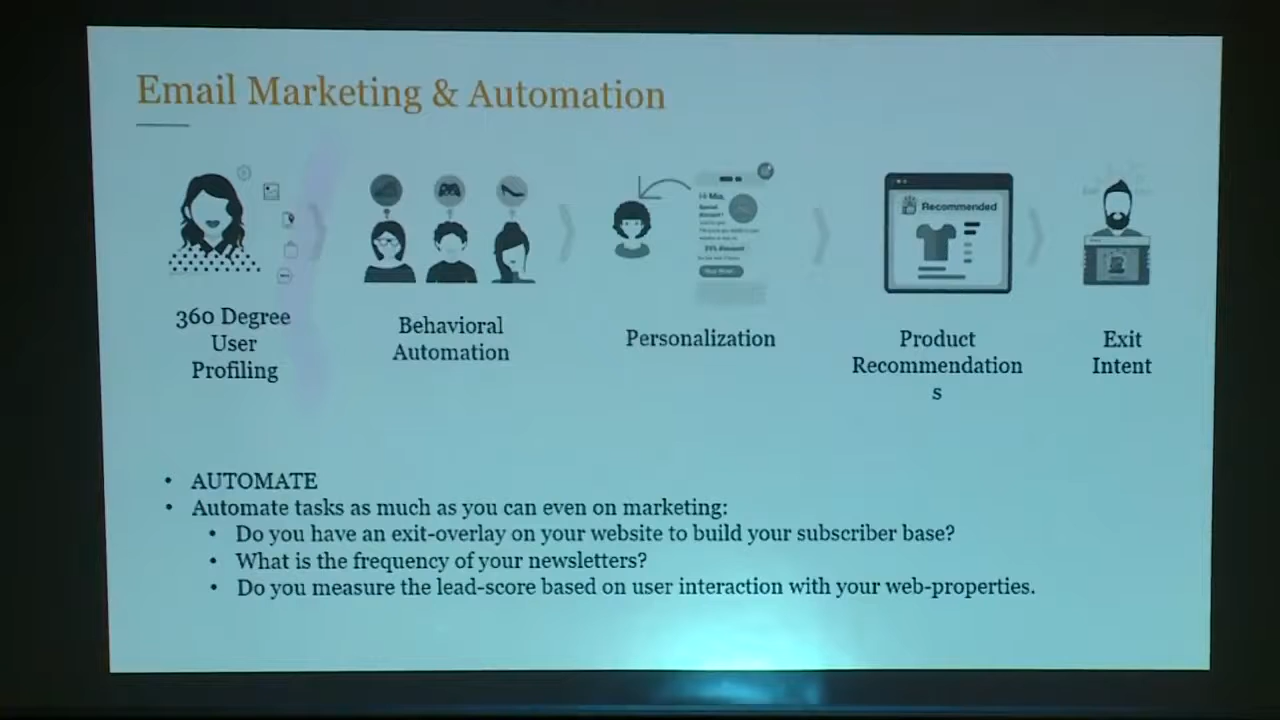 Email Marketing & Automation
Hi Mia,
Recommended
360 Degree
User
Profiling
Behavioral
Automation
Personalization
Product
Recommendation
s
Exit
Intent
• AUTOMATE
• Automate tasks as much as you can even on marketing:
• Do you have an exit-overlay on your website to build your subscriber base?
• What is the frequency of your newsletters?
• Do you measure the lead-score based on user interaction with your web-properties.